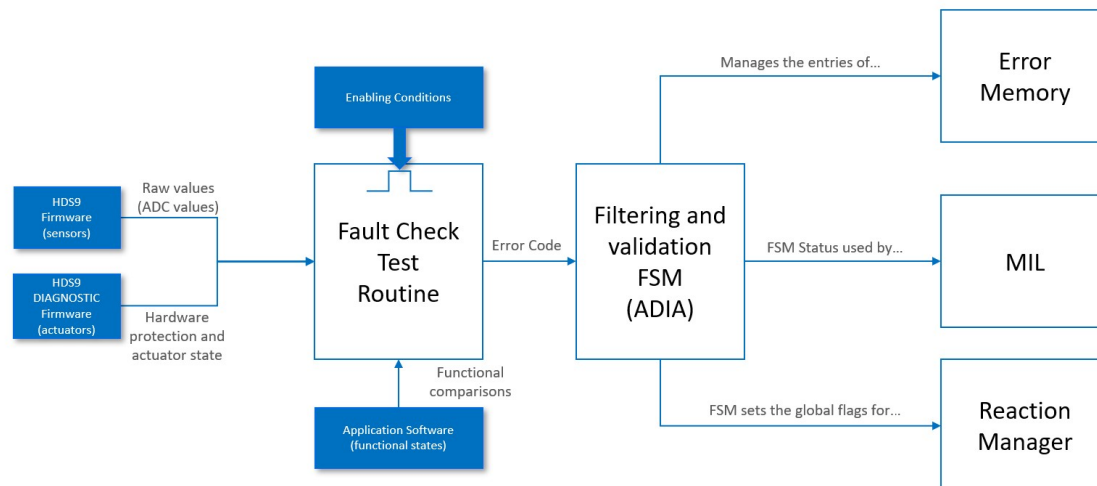 Enabling Conditions
HDS9
Firmware
(sensors)
Raw values
(ADC values)
HDS9
DIAGNOSTIC
Firmware
(actuators)
Hardware
protection and
actuator state
Fault Check
Test
Routine
Functional
comparisons
Application Software
(functional states)
Error Code
Filtering and
validation
FSM
(ADIA)
Manages the entries of...
Error
Memory
FSM Status used by...
MIL
FSM sets the global flags for...
Reaction
Manager